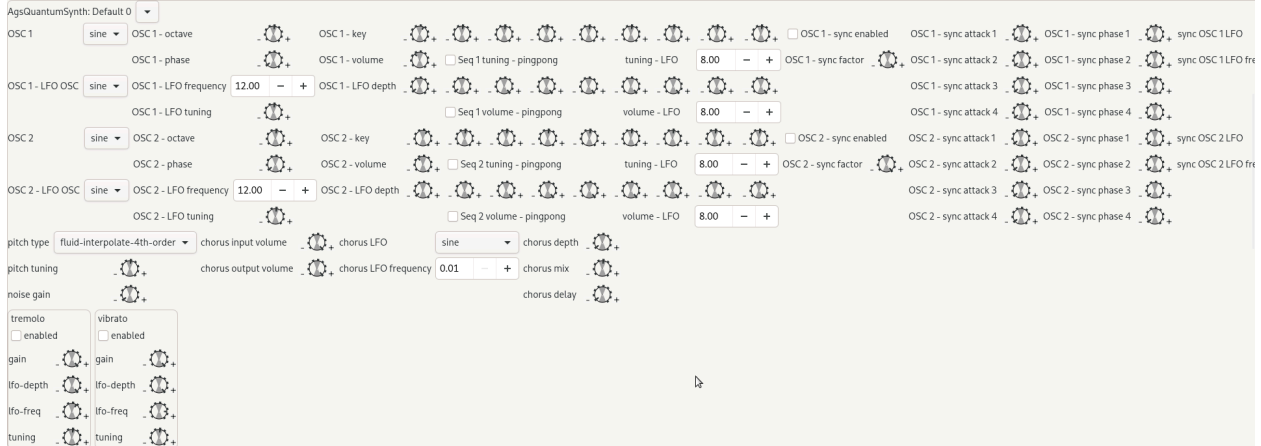 AgsQuantumSynth: Default 0
OSC 1 sine OSC 1 - octave OSC 1 - key OSC 1 - sync enabled OSC 1 - sync attack 1 OSC 1 - sync phase 1 sync OSC 1 LFO
OSC 1 - phase OSC 1 - volume Seq 1 tuning - pingpong tuning - LFO 8.00 - + OSC 1 - sync factor OSC 1 - sync attack 2 OSC 1 - sync phase 2 sync OSC 1 LFO fre
OSC 1 - LFO OSC sine OSC 1 - LFO frequency 12.00 - + OSC 1 - LFO depth OSC 1 - sync attack 3 OSC 1 - sync phase 3
OSC 1 - LFO tuning Seq 1 volume - pingpong volume - LFO 8.00 - + OSC 1 - sync attack 4 OSC 1 - sync phase 4
OSC 2 sine OSC 2 - octave OSC 2 - key OSC 2 - sync enabled OSC 2 - sync attack 1 OSC 2 - sync phase 1 sync OSC 2 LFO
OSC 2 - phase OSC 2 - volume Seq 2 tuning - pingpong tuning - LFO 8.00 - + OSC 2 - sync factor OSC 2 - sync attack 2 OSC 2 - sync phase 2 sync OSC 2 LFO fre
OSC 2 - LFO OSC sine OSC 2 - LFO frequency 12.00 - + OSC 2 - LFO depth OSC 2 - sync attack 3 OSC 2 - sync phase 3
OSC 2 - LFO tuning Seq 2 volume - pingpong volume - LFO 8.00 - + OSC 2 - sync attack 4 OSC 2 - sync phase 4
pitch type fluid-interpolate-4th-order chorus input volume chorus LFO sine chorus depth
pitch tuning chorus output volume chorus LFO frequency 0.01 - + chorus mix
noise gain chorus delay
tremolo vibrato
enabled enabled
gain gain
lfo-depth lfo-depth
lfo-freq lfo-freq
tuning tuning